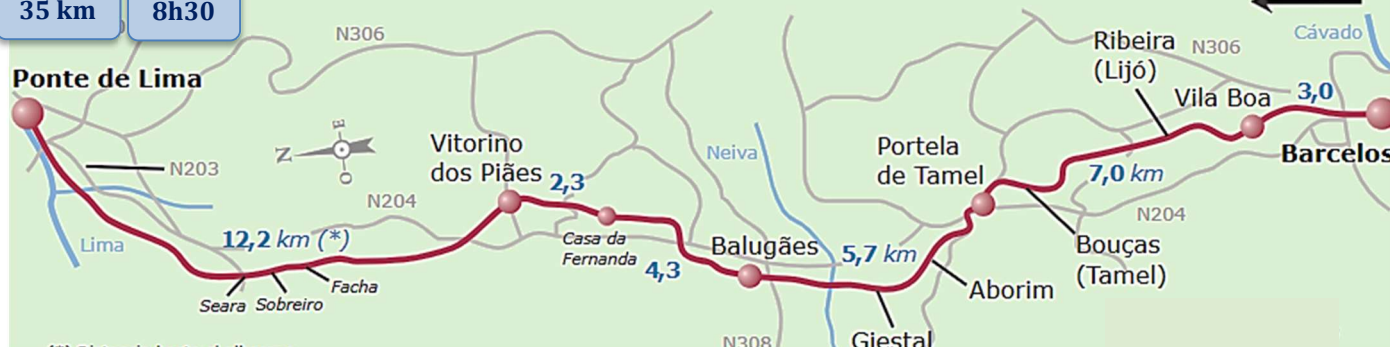 35 km
8h30
N306
Ponte de Lima
N203
Lima
E
N
O
Vitorino
dos Piães
2,3
N204
12,2 km (*)
Seara
Sobreiro
Facha
Casa da
Fernanda
4,3
Balugães
N308
Neiva
5,7 km
Giestal
Aborim
Portela
de Tamel
Bouças
(Tamel)
7,0 km
N204
Ribeira
(Lijó)
N306
Vila Boa
3,0
Cávado
Barcelos